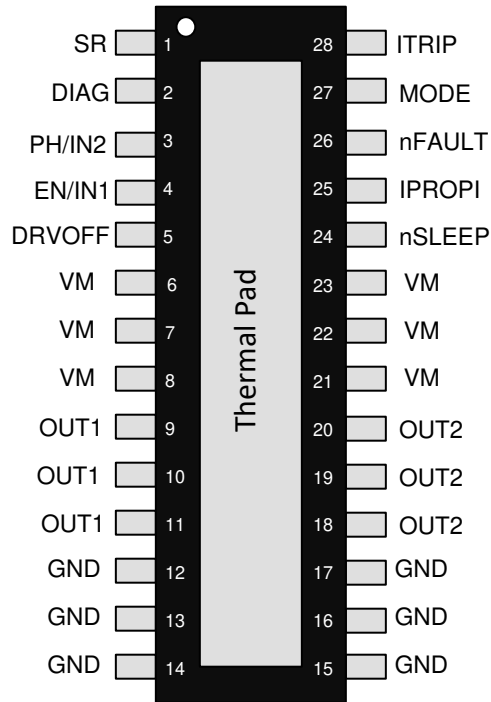 SR 1 28 ITRIP
DIAG 2 27 MODE
PH/IN2 3 26 nFAULT
EN/IN1 4 25 IPROPI
DRVOFF 5 24 nSLEEP
VM 6 23 VM
VM 7 22 VM
VM 8 21 VM
OUT1 9 20 OUT2
OUT1 10 19 OUT2
OUT1 11 18 OUT2
GND 12 17 GND
GND 13 16 GND
GND 14 15 GND
Thermal Pad